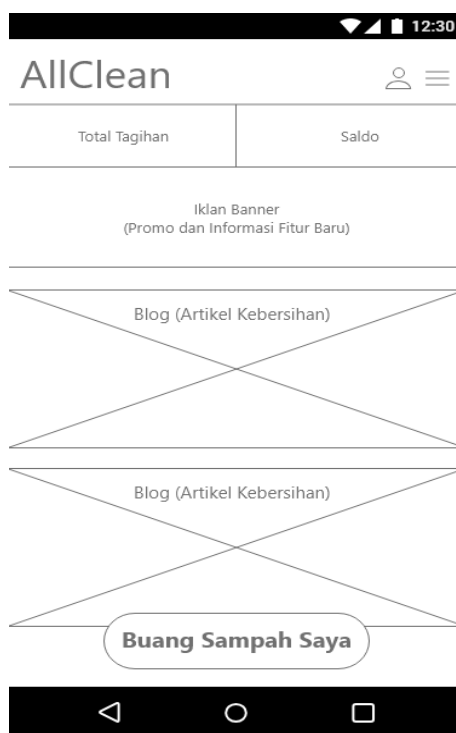 12:30
AllClean
Total Tagihan
Saldo
Iklan Banner
(Promo dan Informasi Fitur Baru)
Blog (Artikel Kebersihan)
Blog (Artikel Kebersihan)
Buang Sampah Saya